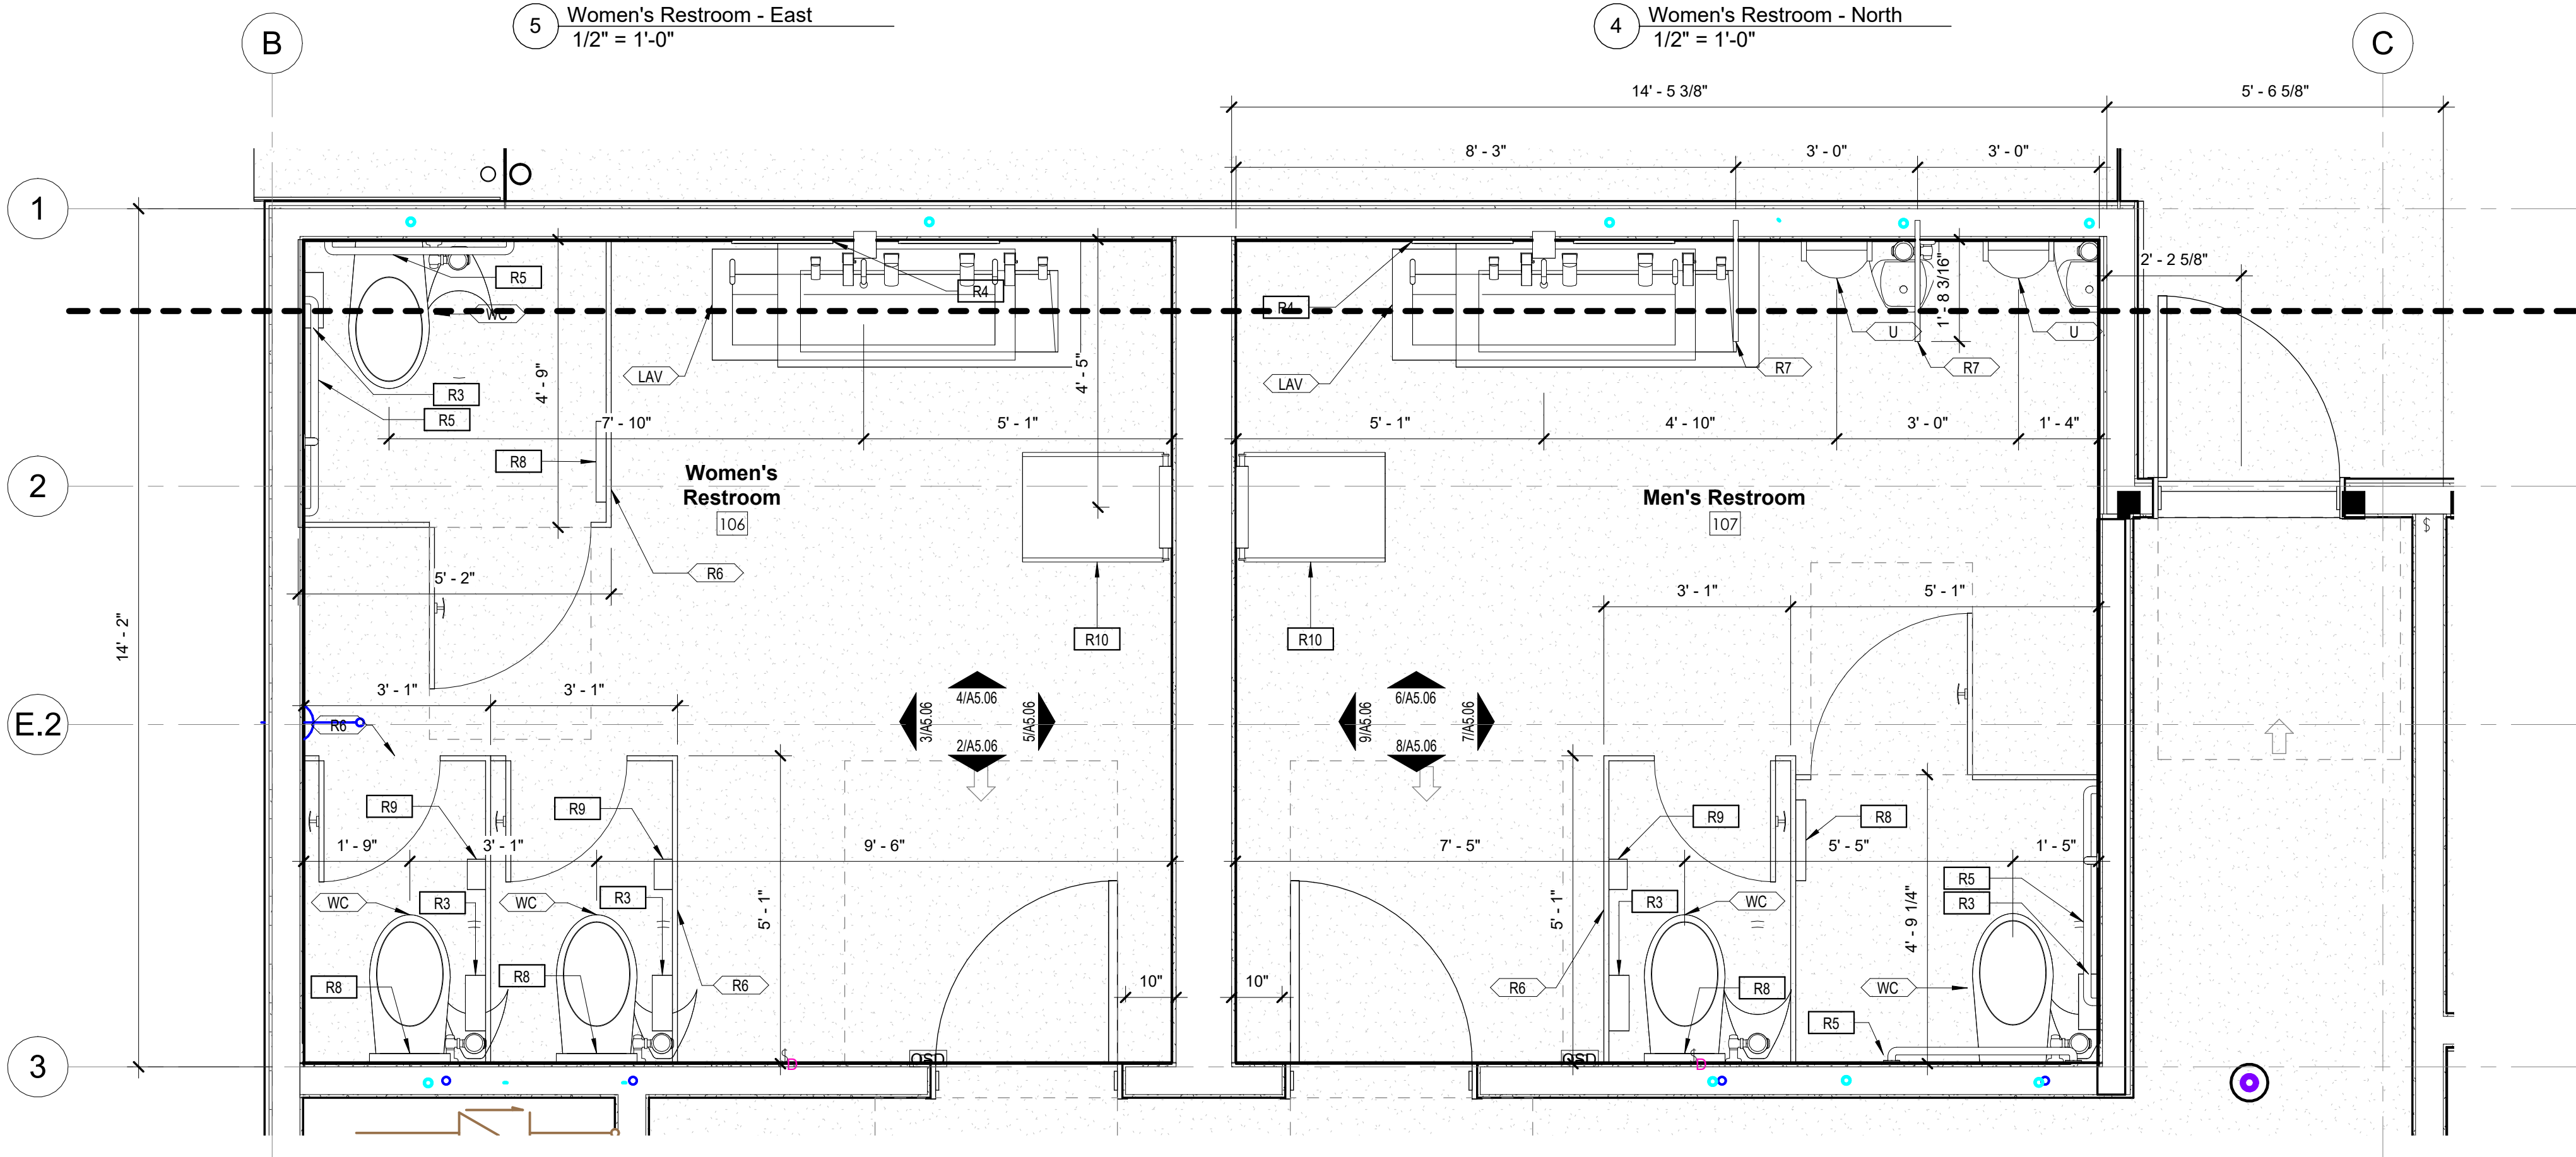 5 Women's Restroom - East
1/2" = 1'-0"
4 Women's Restroom - North
1/2" = 1'-0"
B
C
14' - 5 3/8"
5' - 6 5/8"
8' - 3"
3' - 0"
3' - 0"
1
R5
R4
R4
WC
2' - 2 5/8"
1' - 8 3/16"
U
U
LAV
LAV
R7
R7
R3
R5
4' - 9"
4' - 5"
7' - 10"
5' - 1"
5' - 1"
4' - 10"
3' - 0"
1' - 4"
R8
2
Women's
Restroom
106
Men's Restroom
107
$
5' - 2"
R6
3' - 1"
5' - 1"
14' - 2"
R10
R10
3' - 1"
3' - 1"
4/A5.06
3/A5.06
5/A5.06
2/A5.06
6/A5.06
9/A5.06
7/A5.06
8/A5.06
E.2
R6
R9
R9
R9
R8
1' - 9"
3' - 1"
9' - 6"
7' - 5"
5' - 5"
1' - 5"
WC
R3
WC
R3
5' - 1"
5' - 1"
R3
WC
4' - 9 1/4"
R5
R3
R8
R8
R6
10"
10"
R6
R8
WC
R5
3
$
D
QSD
QSD
$
D